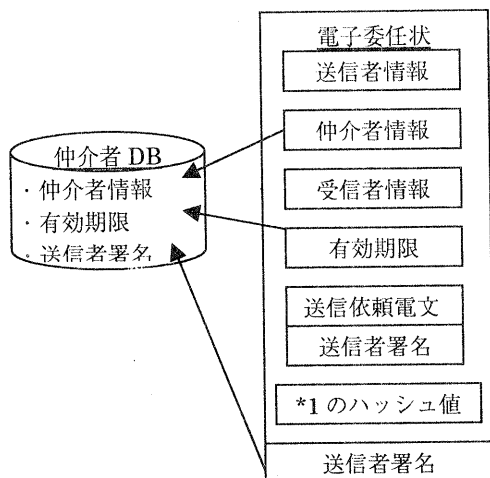 仲介者 DB
・仲介者情報
・有効期限
・送信者署名
電子委任状
送信者情報
仲介者情報
受信者情報
有効期限
送信依頼電文
送信者署名
*1 のハッシュ値
送信者署名